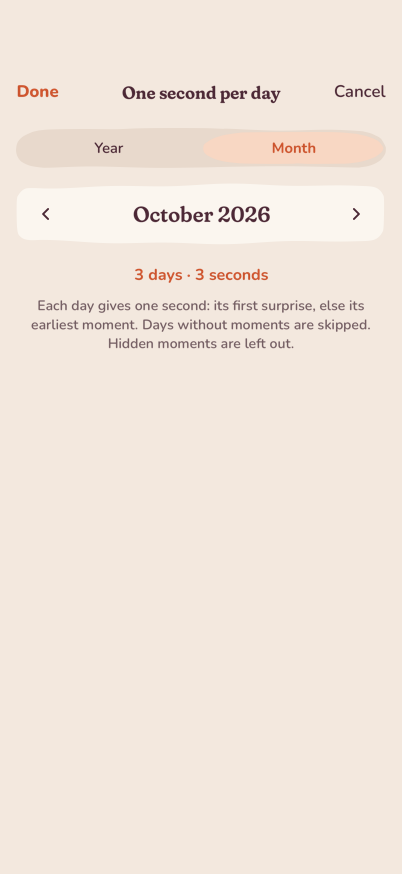 Done
One second per day
Cancel
Year
Month
October 2026
3 days · 3 seconds
Each day gives one second: its first surprise, else its
earliest moment. Days without moments are skipped.
Hidden moments are left out.